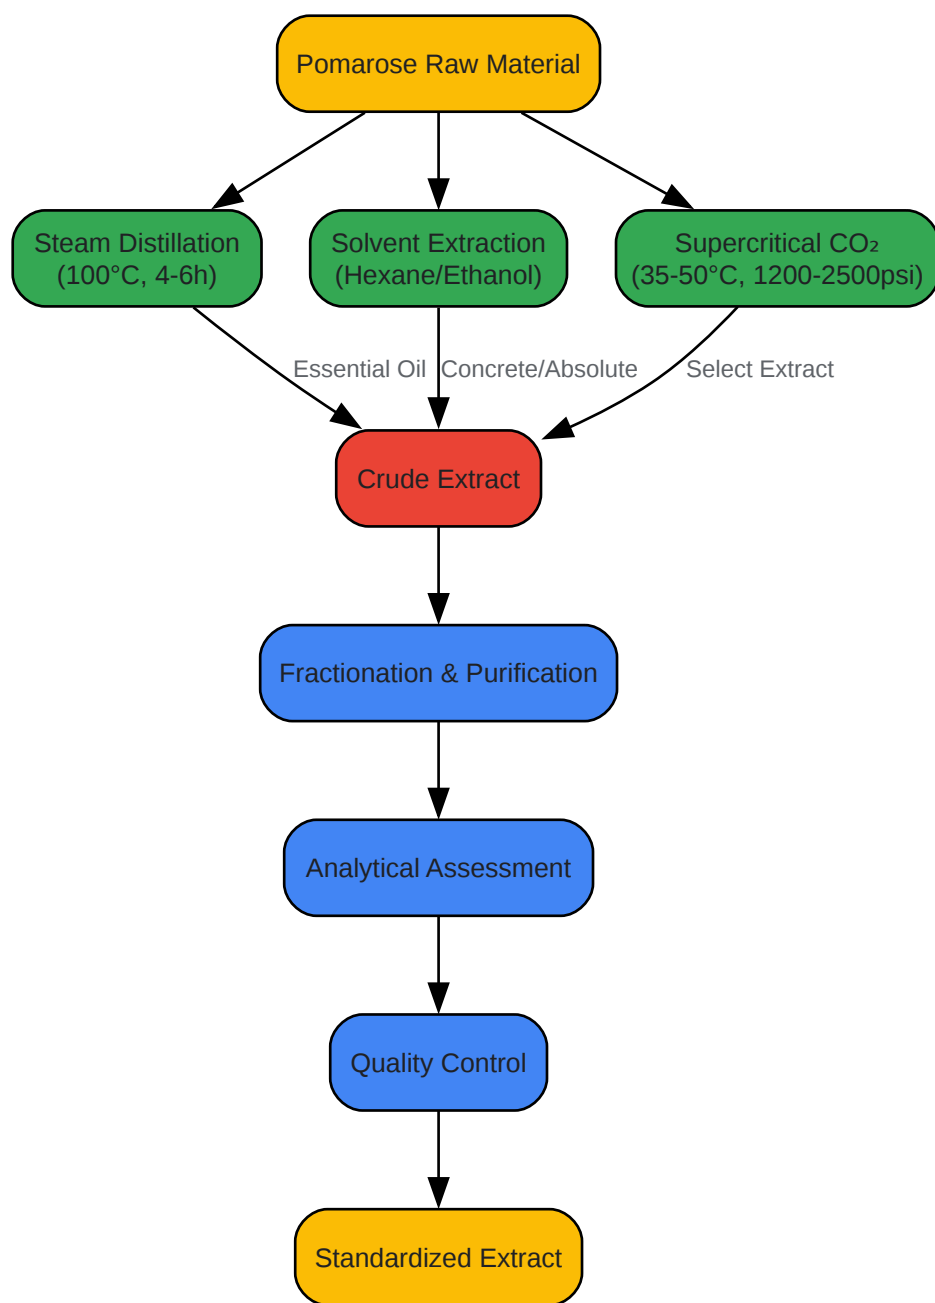 Pomarose Raw Material
Steam Distillation
(100°C, 4-6h)
Solvent Extraction
(Hexane/Ethanol)
Supercritical CO₂
(35-50°C, 1200-2500psi)
Essential Oil
Concrete/Absolute
Select Extract
Crude Extract
Fractionation & Purification
Analytical Assessment
Quality Control
Standardized Extract